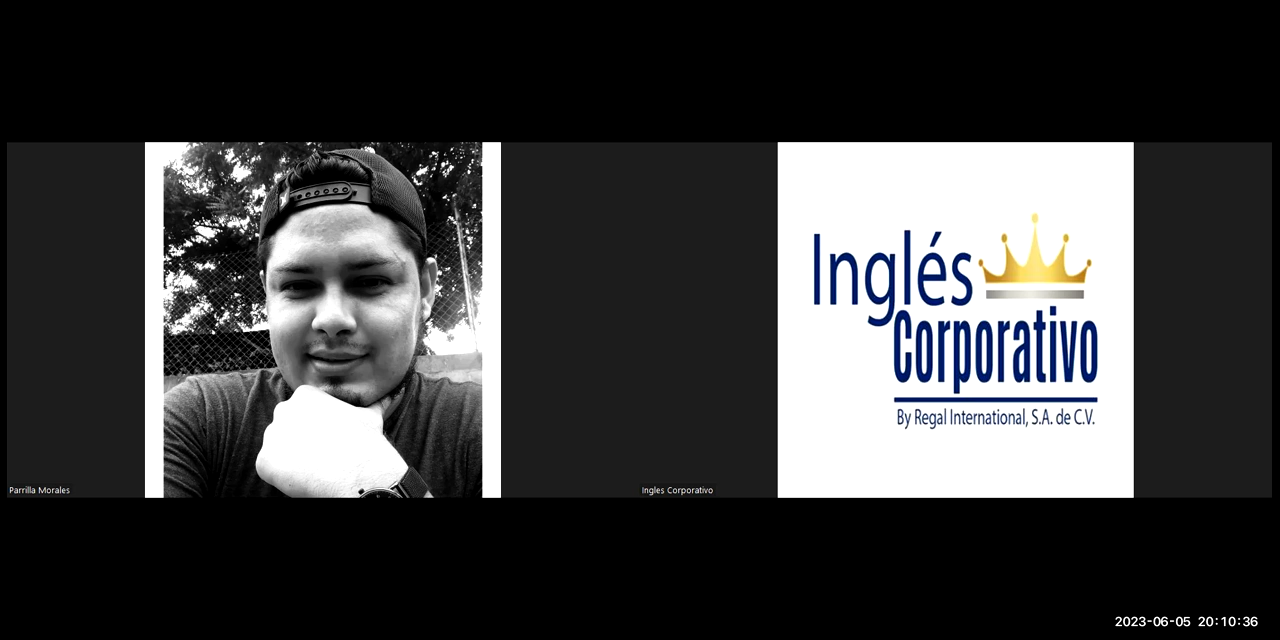 Inglés
Corporativo
By Regal International, S.A. de C.V.
Parrilla Morales
Ingles Corporativo
2023-06-05 20:10:36